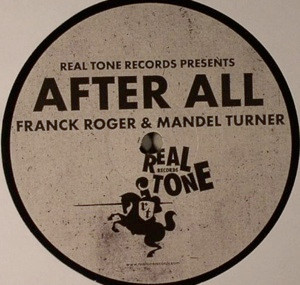 REAL TONE RECORDS PRESENTS
AFTER ALL
FRANCK ROGER & MANDEL TURNER
REAL
RECORDS
TONE